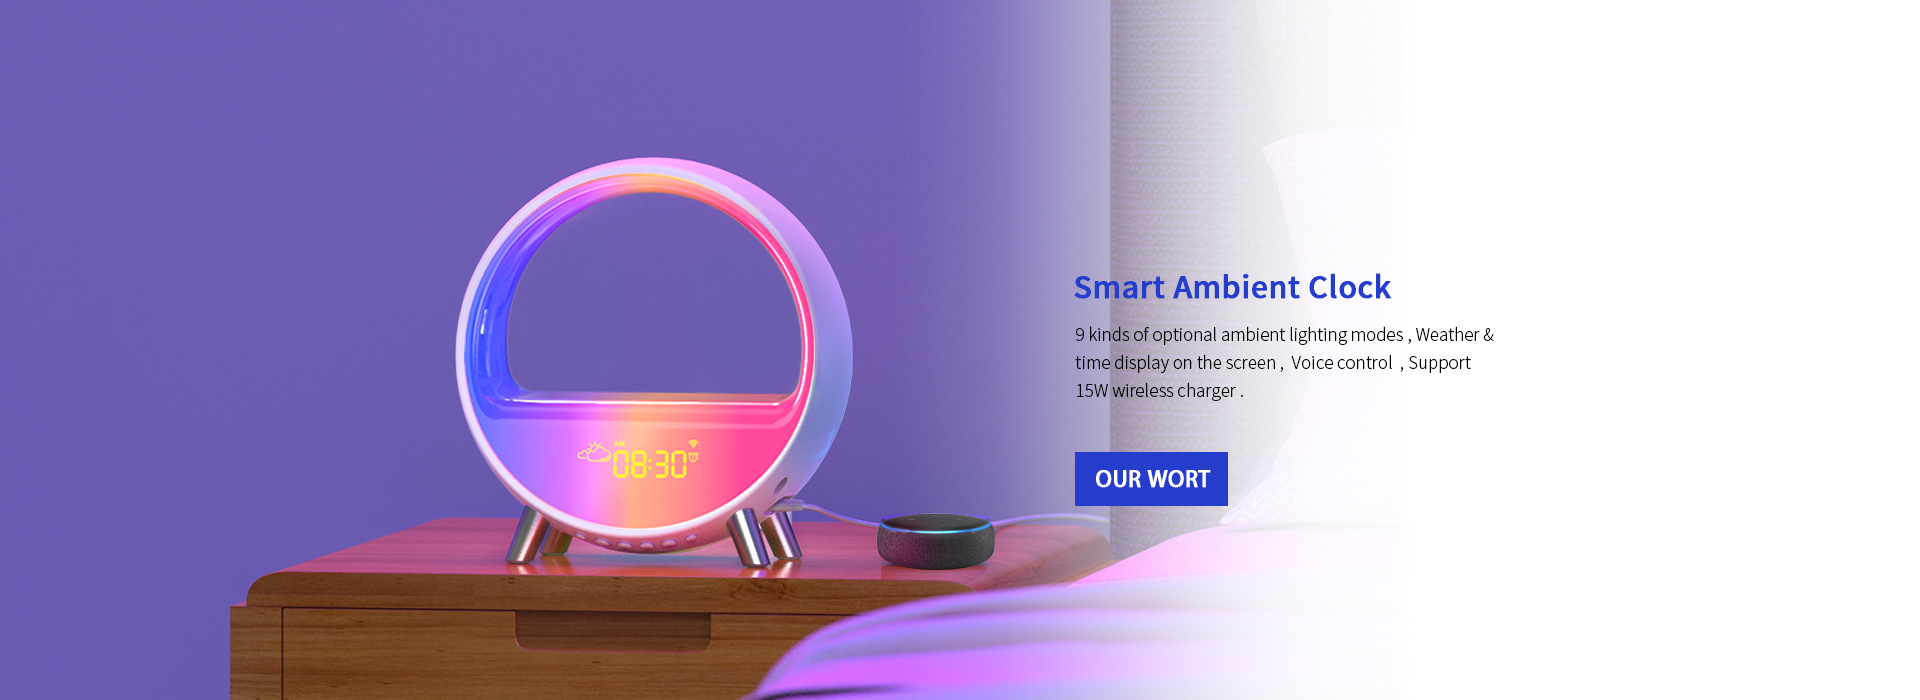 Smart Ambient Clock
9 kinds of optional ambient lighting modes , Weather &
time display on the screen ,  Voice control  , Support
15W wireless charger .
AM
08:30
OUR WORT